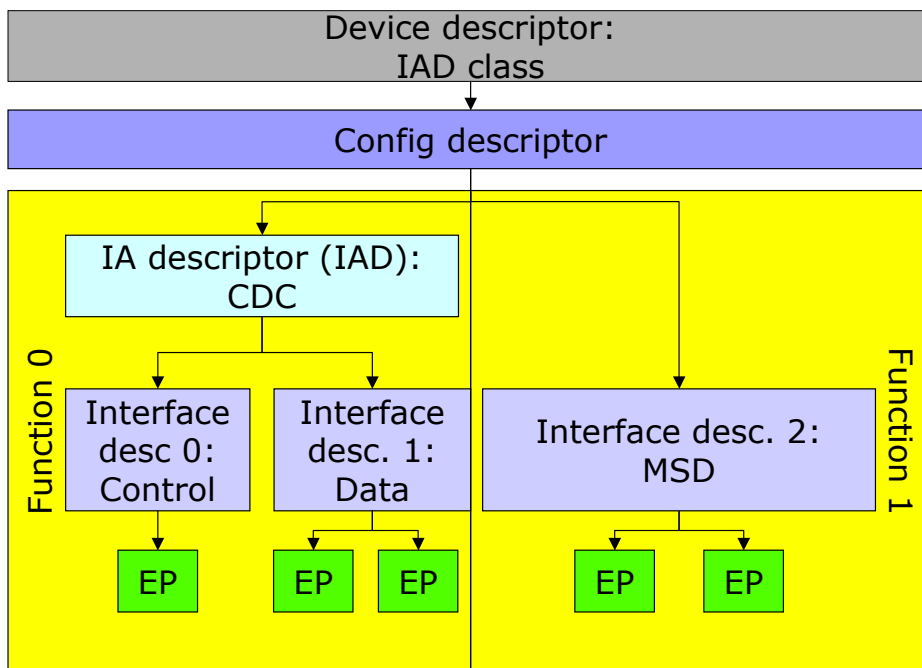 Device descriptor:
IAD class
Config descriptor
IA descriptor (IAD):
CDC
Function 0
Interface
desc 0:
Control
Interface
desc. 1:
Data
Interface desc. 2:
MSD
Function 1
EP
EP
EP
EP
EP